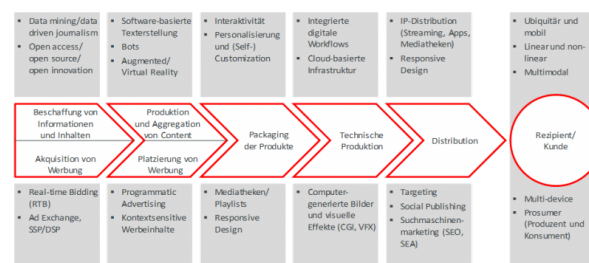 ▪ Data mining/data
driven journalism
▪ Open access/
open source/
open innovation
▪ Software-basierte
Texterstellung
▪ Bots
▪ Augmented/
Virtual Reality
▪ Interaktivität
▪ Personalisierung
und (Self-)
Customization
▪ Integrierte
digitale
Workflows
▪ Cloud-basierte
Infrastruktur
▪ IP-Distribution
(Streaming, Apps,
Mediatheken)
▪ Responsive
Design
▪ Ubiquitär und
mobil
▪ Linear und non-
linear
▪ Multimodal
Beschaffung von
Informationen
und Inhalten
Akquisition von
Werbung
Produktion
und Aggregation
von Content
Platzierung von
Werbung
Packaging
der Produkte
Technische
Produktion
Distribution
Rezipient/
Kunde
▪ Real-time Bidding
(RTB)
▪ Ad Exchange,
SSP/DSP
▪ Programmatic
Advertising
▪ Kontextsensitive
Werbeinhalte
▪ Mediatheken/
Playlists
▪ Responsive
Design
▪ Computer-
generierte Bilder
und visuelle
Effekte (CGI, VFX)
▪ Targeting
▪ Social Publishing
▪ Suchmaschinen-
marketing (SEO,
SEA)
▪ Multi-device
▪ Prosumer
(Produzent und
Konsument)